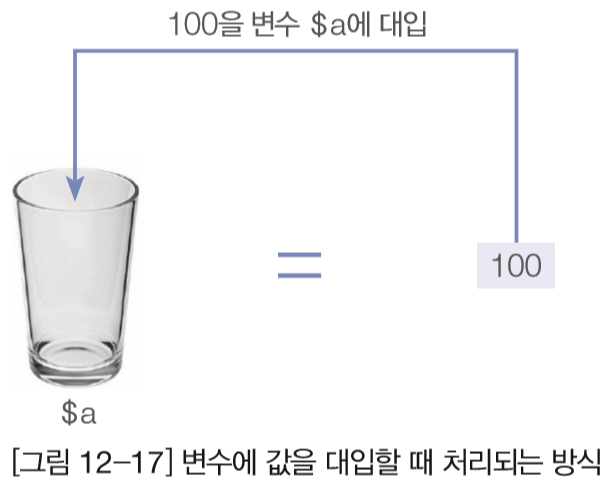 100을 변수 $a에 대입
=
100
$a
[그림 12-17] 변수에 값을 대입할 때 처리되는 방식